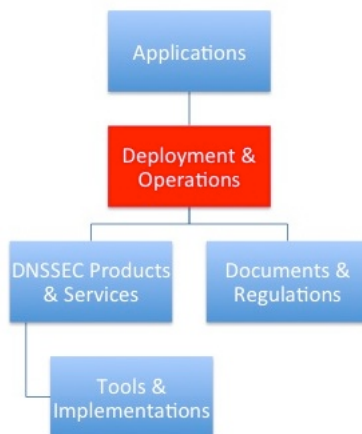 Applications
Deployment &
Operations
DNSSEC Products
& Services
Documents &
Regulations
Tools &
Implementations